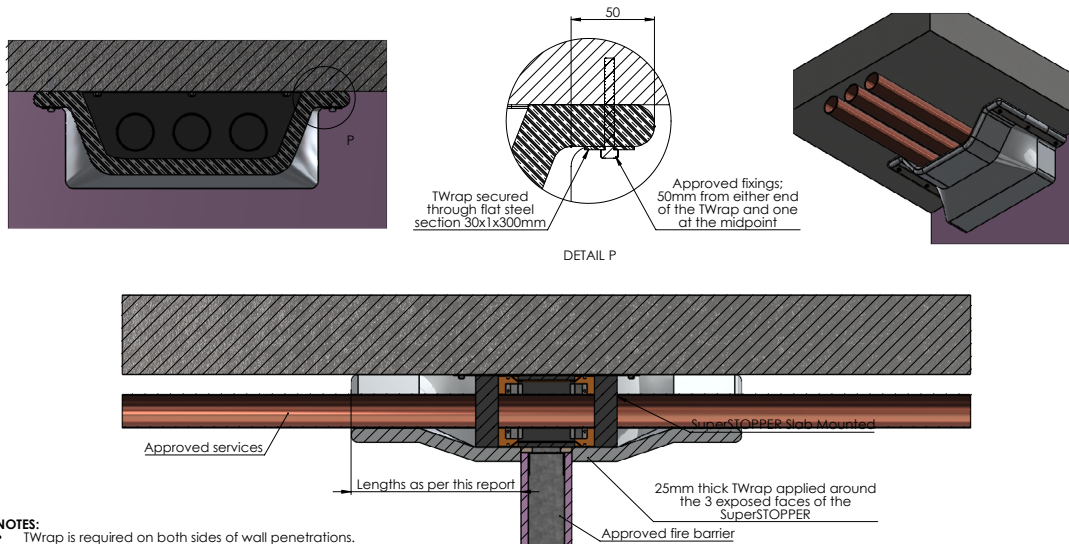 50
P
TWrap secured
through flat steel
section 30x1x300mm
Approved fixings;
50mm from either end
of the TWrap and one
at the midpoint
DETAIL P
Approved services
SuperSTOPPER Slab Mounted
Lengths as per this report
25mm thick TWrap applied around
the 3 exposed faces of the
SuperSTOPPER
Approved fire barrier
NOTES:
• TWrap is required on both sides of wall penetrations.